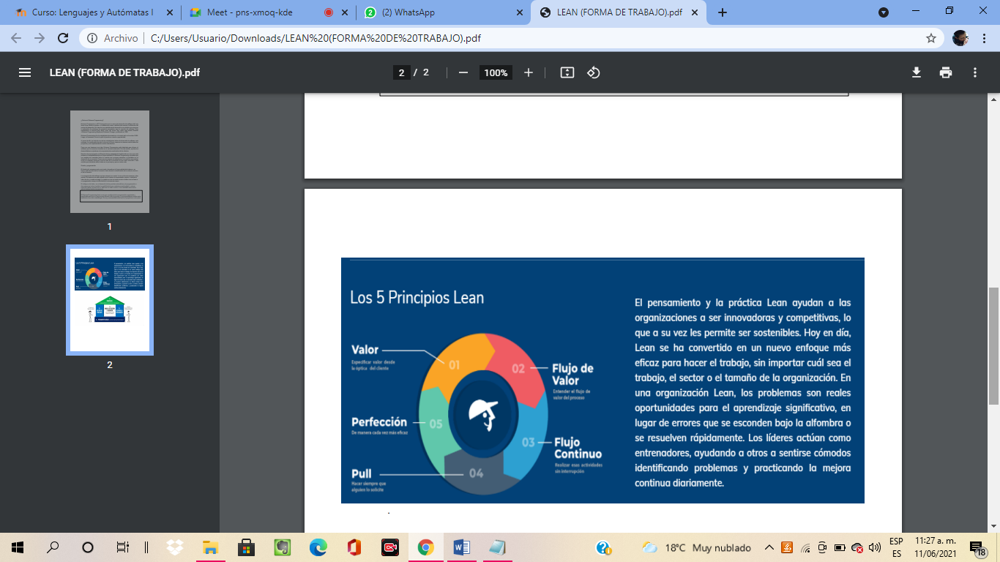 Curso: Lenguajes y Autómatas I
Meet - pns-xmoq-kde
(2) WhatsApp
LEAN (FORMA DE TRABAJO).pdf
Archivo
C:/Users/Usuario/Downloads/LEAN%20(FORMA%20DE%20TRABAJO).pdf
LEAN (FORMA DE TRABAJO).pdf
2 / 2
100%
1
2
Los 5 Principios Lean
Valor
Especificar valor desde
la óptica del cliente
01
02
Flujo de
Valor
Entender el flujo de
valor del proceso
Perfección
De manera cada vez más eficaz
05
03
Flujo
Continuo
Realizar esas actividades
sin interrupción
Pull
Hacer siempre que
alguien lo solicite
04
El pensamiento y la práctica Lean ayudan a las
organizaciones a ser innovadoras y competitivas, lo
que a su vez les permite ser sostenibles. Hoy en día,
Lean se ha convertido en un nuevo enfoque más
eficaz para hacer el trabajo, sin importar cuál sea el
trabajo, el sector o el tamaño de la organización. En
una organización Lean, los problemas son reales
oportunidades para el aprendizaje significativo, en
lugar de errores que se esconden bajo la alfombra o
se resuelven rápidamente. Los líderes actúan como
entrenadores, ayudando a otros a sentirse cómodos
identificando problemas y practicando la mejora
continua diariamente.
18°C Muy nublado
ESP
ES
11:27 a. m.
11/06/2021
18